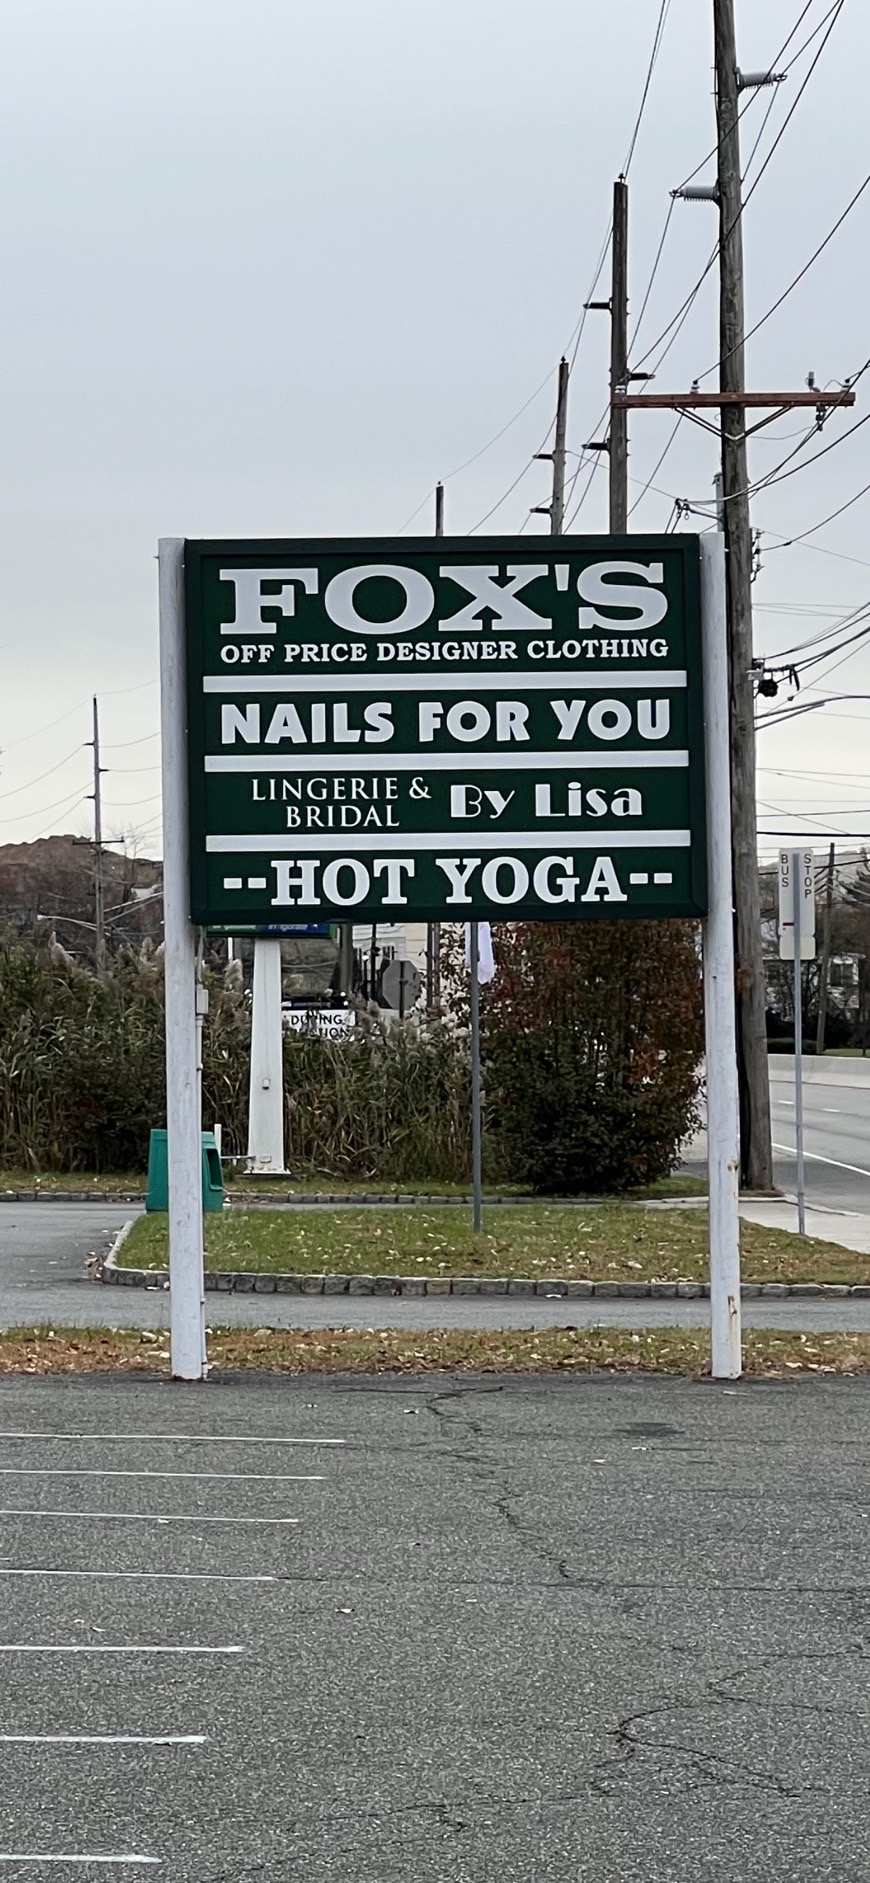 FOX'S
OFF PRICE DESIGNER CLOTHING
NAILS FOR YOU
LINGERIE &
BRIDAL
By Lisa
--HOT YOGA--
BUS STOP